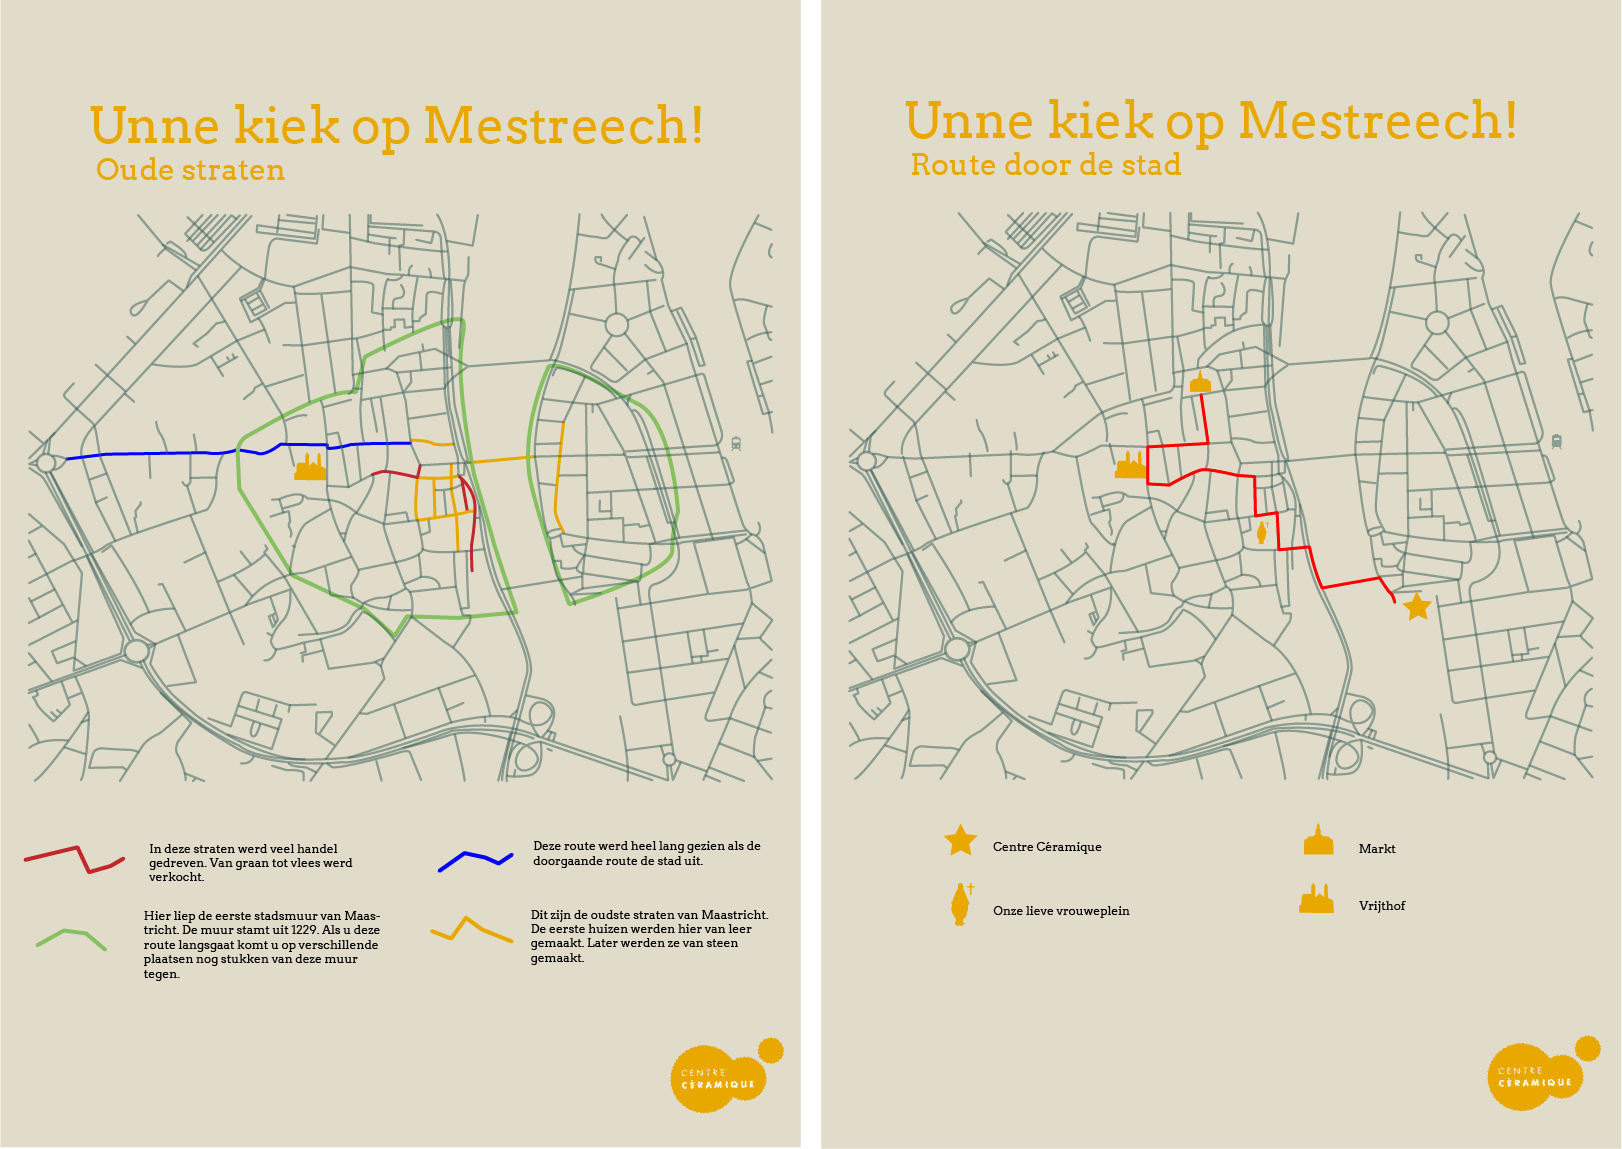 Unne kiek op Mestreech!
Oude straten
In deze straten werd veel handel
gedreven. Van graan tot vlees werd
verkocht.
Deze route werd heel lang gezien als de
doorgaande route de stad uit.
Hier liep de eerste stadsmuur van Maas-
tricht. De muur stamt uit 1229. Als u deze
route langsgaat komt u op verschillende
plaatsen nog stukken van deze muur
tegen.
Dit zijn de oudste straten van Maastricht.
De eerste huizen werden hier van leer
gemaakt. Later werden ze van steen
gemaakt.
CENTRE
CÉRAMIQUE
Unne kiek op Mestreech!
Route door de stad
Centre Céramique
Markt
Onze lieve vrouweplein
Vrijthof
CENTRE
CÉRAMIQUE